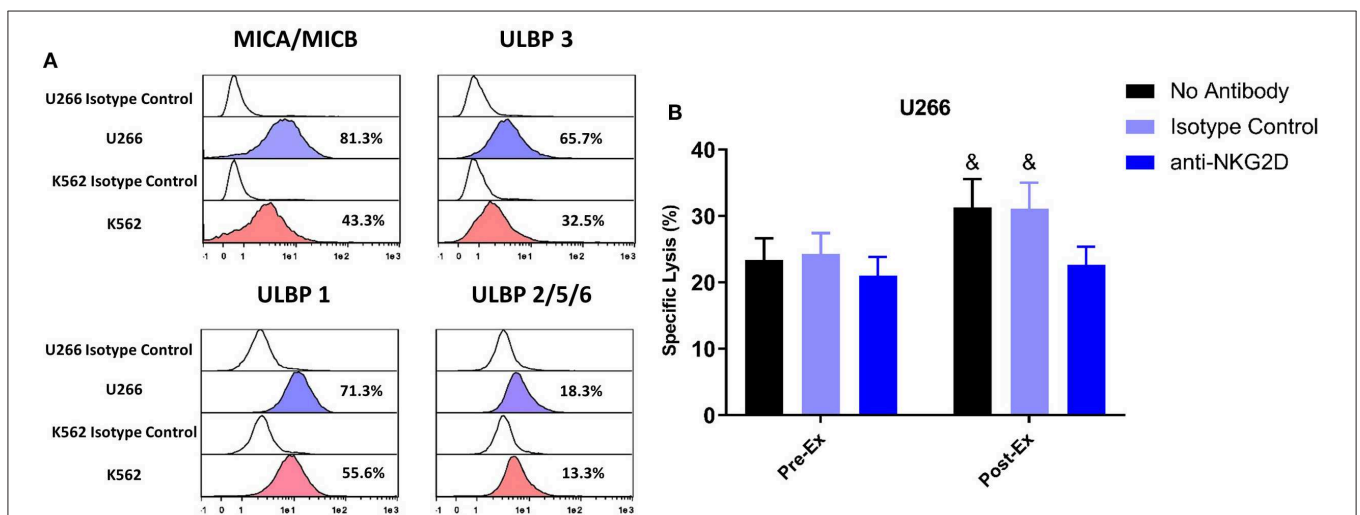 A
MICA/MICB
ULBP 3
U266 Isotype Control
U266
81.3%
65.7%
K562 Isotype Control
K562
43.3%
32.5%
-1 0 1 1e1 1e2 1e3
-1 0 1 1e1 1e2 1e3
ULBP 1
ULBP 2/5/6
U266 Isotype Control
U266
71.3%
18.3%
K562 Isotype Control
K562
55.6%
13.3%
-1 0 1 1e1 1e2 1e3
-1 0 1 1e1 1e2 1e3
B
U266
No Antibody
Isotype Control
anti-NKG2D
Specific Lysis (%)
40
30
20
10
0
& &
Pre-Ex
Post-Ex